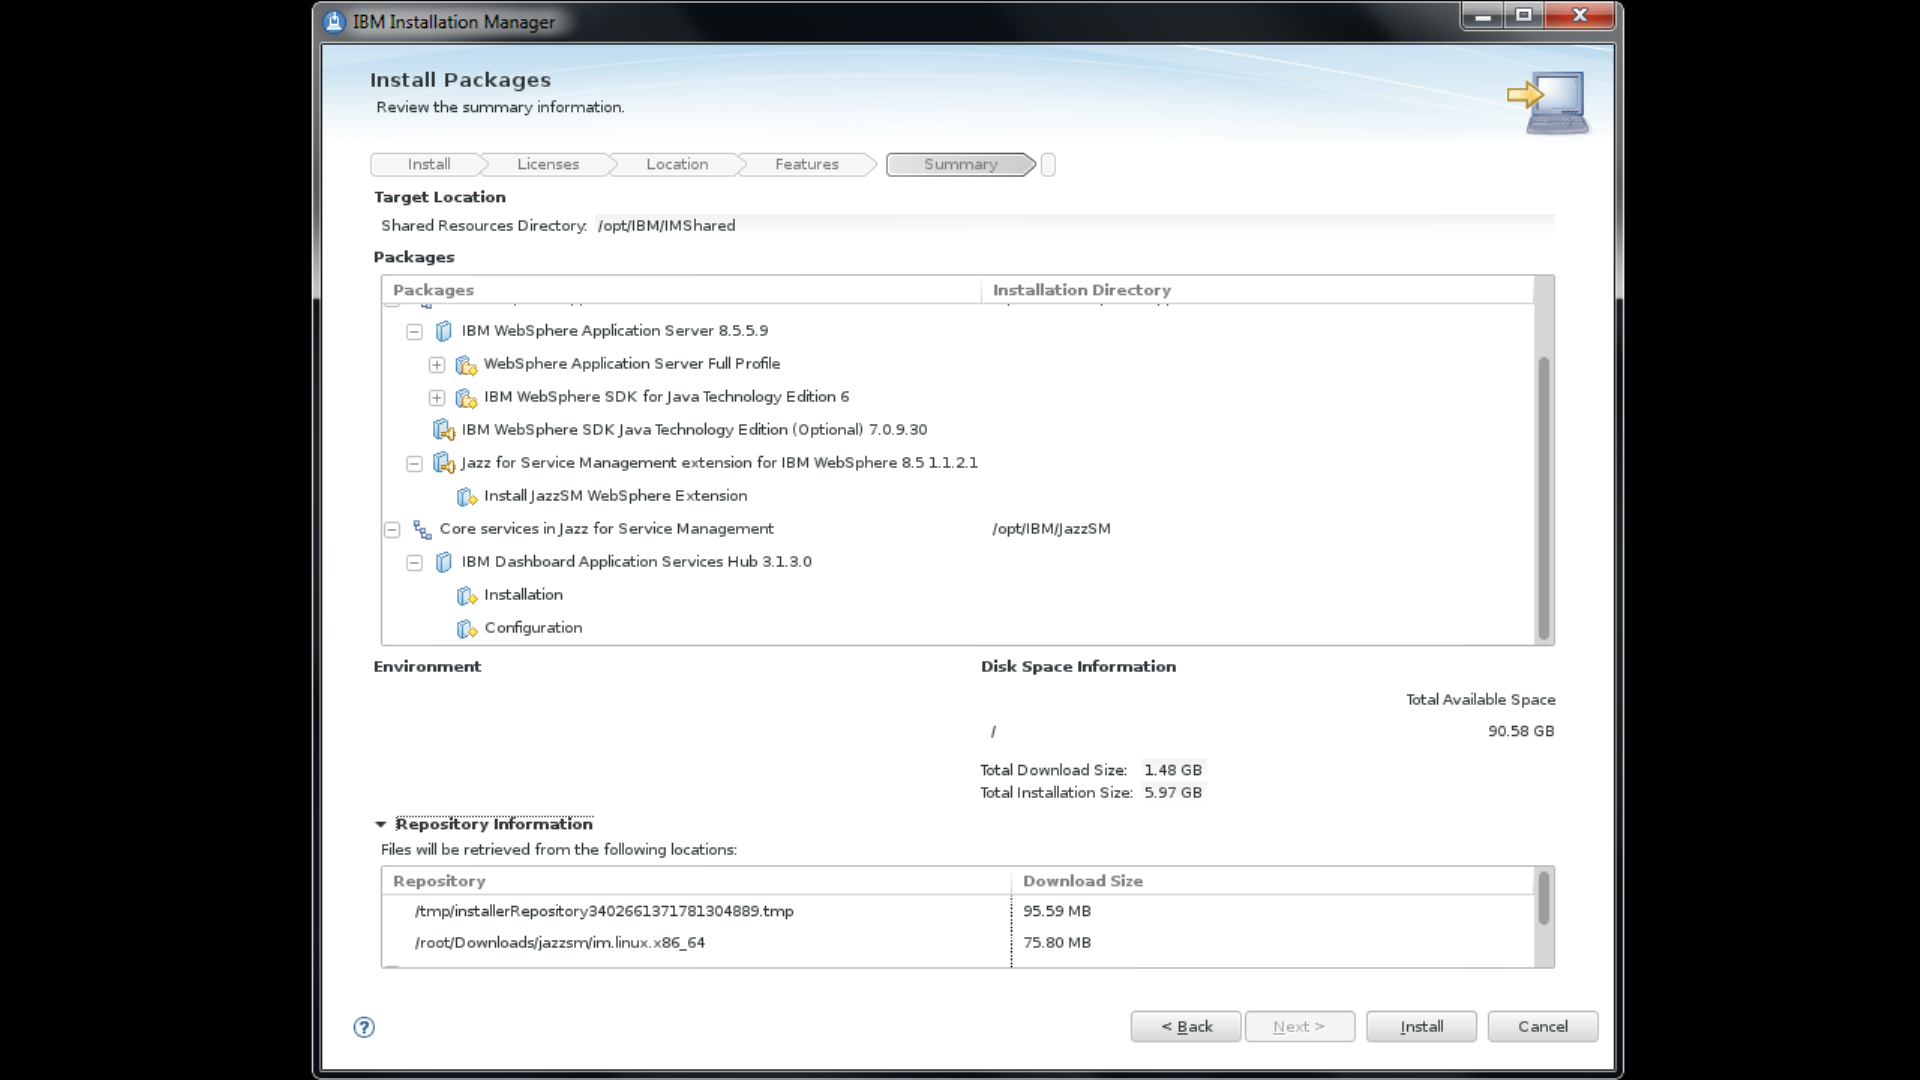 IBM Installation Manager
Install Packages
Review the summary information.
Install
Licenses
Location
Features
Summary
Target Location
Shared Resources Directory: /opt/IBM/IMShared
Packages
Packages Installation Directory
IBM WebSphere Application Server 8.5.5.9
WebSphere Application Server Full Profile
IBM WebSphere SDK for Java Technology Edition 6
IBM WebSphere SDK Java Technology Edition (Optional) 7.0.9.30
Jazz for Service Management extension for IBM WebSphere 8.5 1.1.2.1
Install JazzSM WebSphere Extension
Core services in Jazz for Service Management /opt/IBM/JazzSM
IBM Dashboard Application Services Hub 3.1.3.0
Installation
Configuration
Environment
Disk Space Information
Total Available Space
/ 90.58 GB
Total Download Size: 1.48 GB
Total Installation Size: 5.97 GB
Repository Information
Files will be retrieved from the following locations:
Repository Download Size
/tmp/installerRepository3402661371781304889.tmp 95.59 MB
/root/Downloads/jazzsm/im.linux.x86_64 75.80 MB
?
< Back
Next >
Install
Cancel